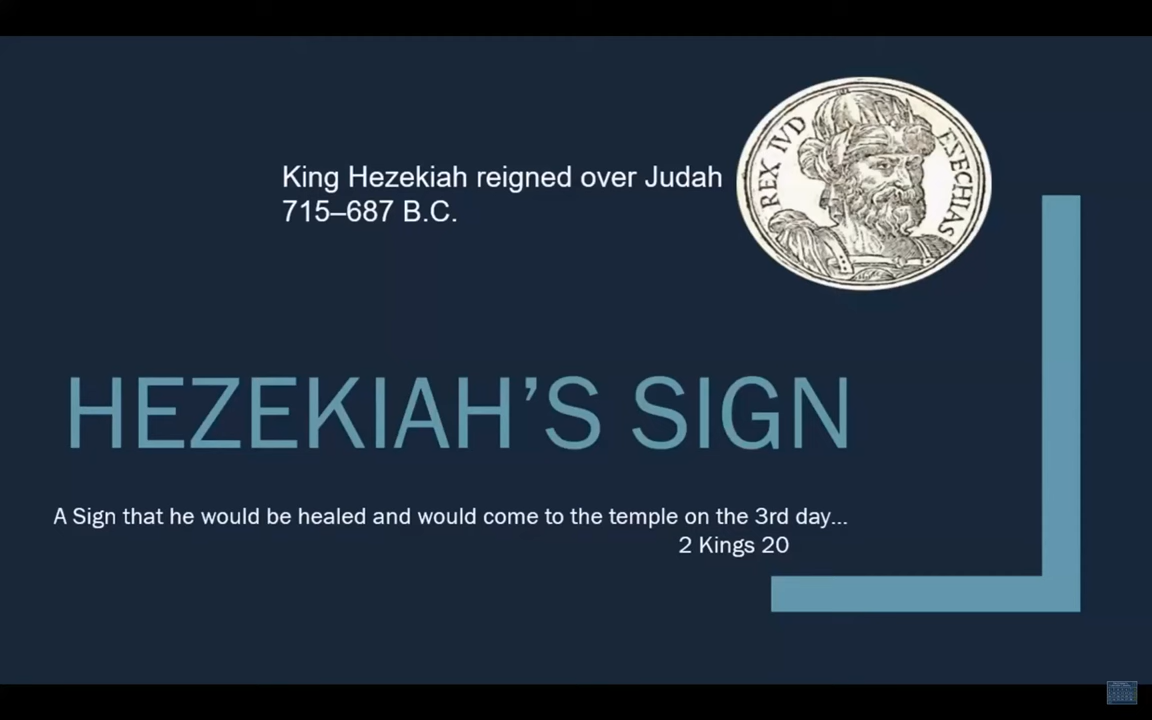 King Hezekiah reigned over Judah
715–687 B.C.
REX IVD ESECHIAS
HEZEKIAH’S SIGN
A Sign that he would be healed and would come to the temple on the 3rd day...
2 Kings 20